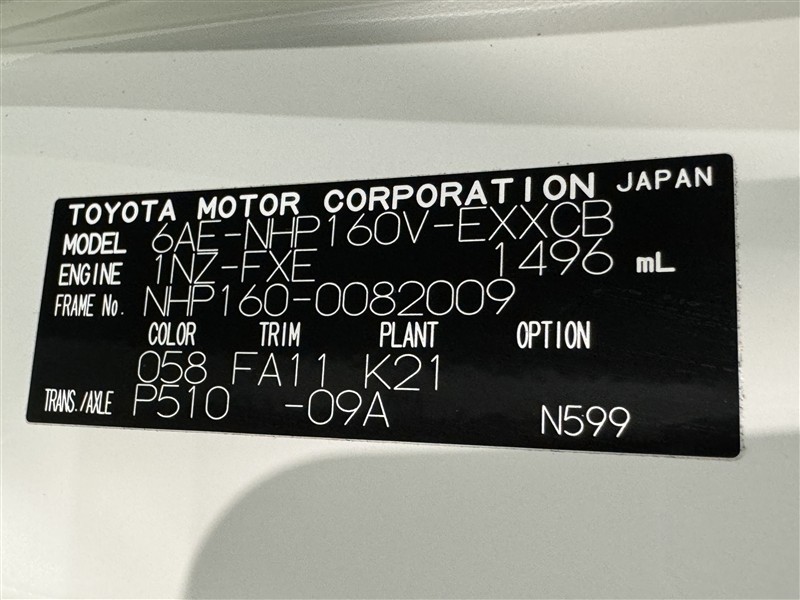 TOYOTA MOTOR CORPORATION JAPAN
MODEL 6AE-NHP160V-EXXCB
ENGINE 1NZ-FXE 1496 mL
FRAME No. NHP160-0082009
COLOR TRIM PLANT OPTION
058 FA11 K21
TRANS./AXLE P510 -09A N599